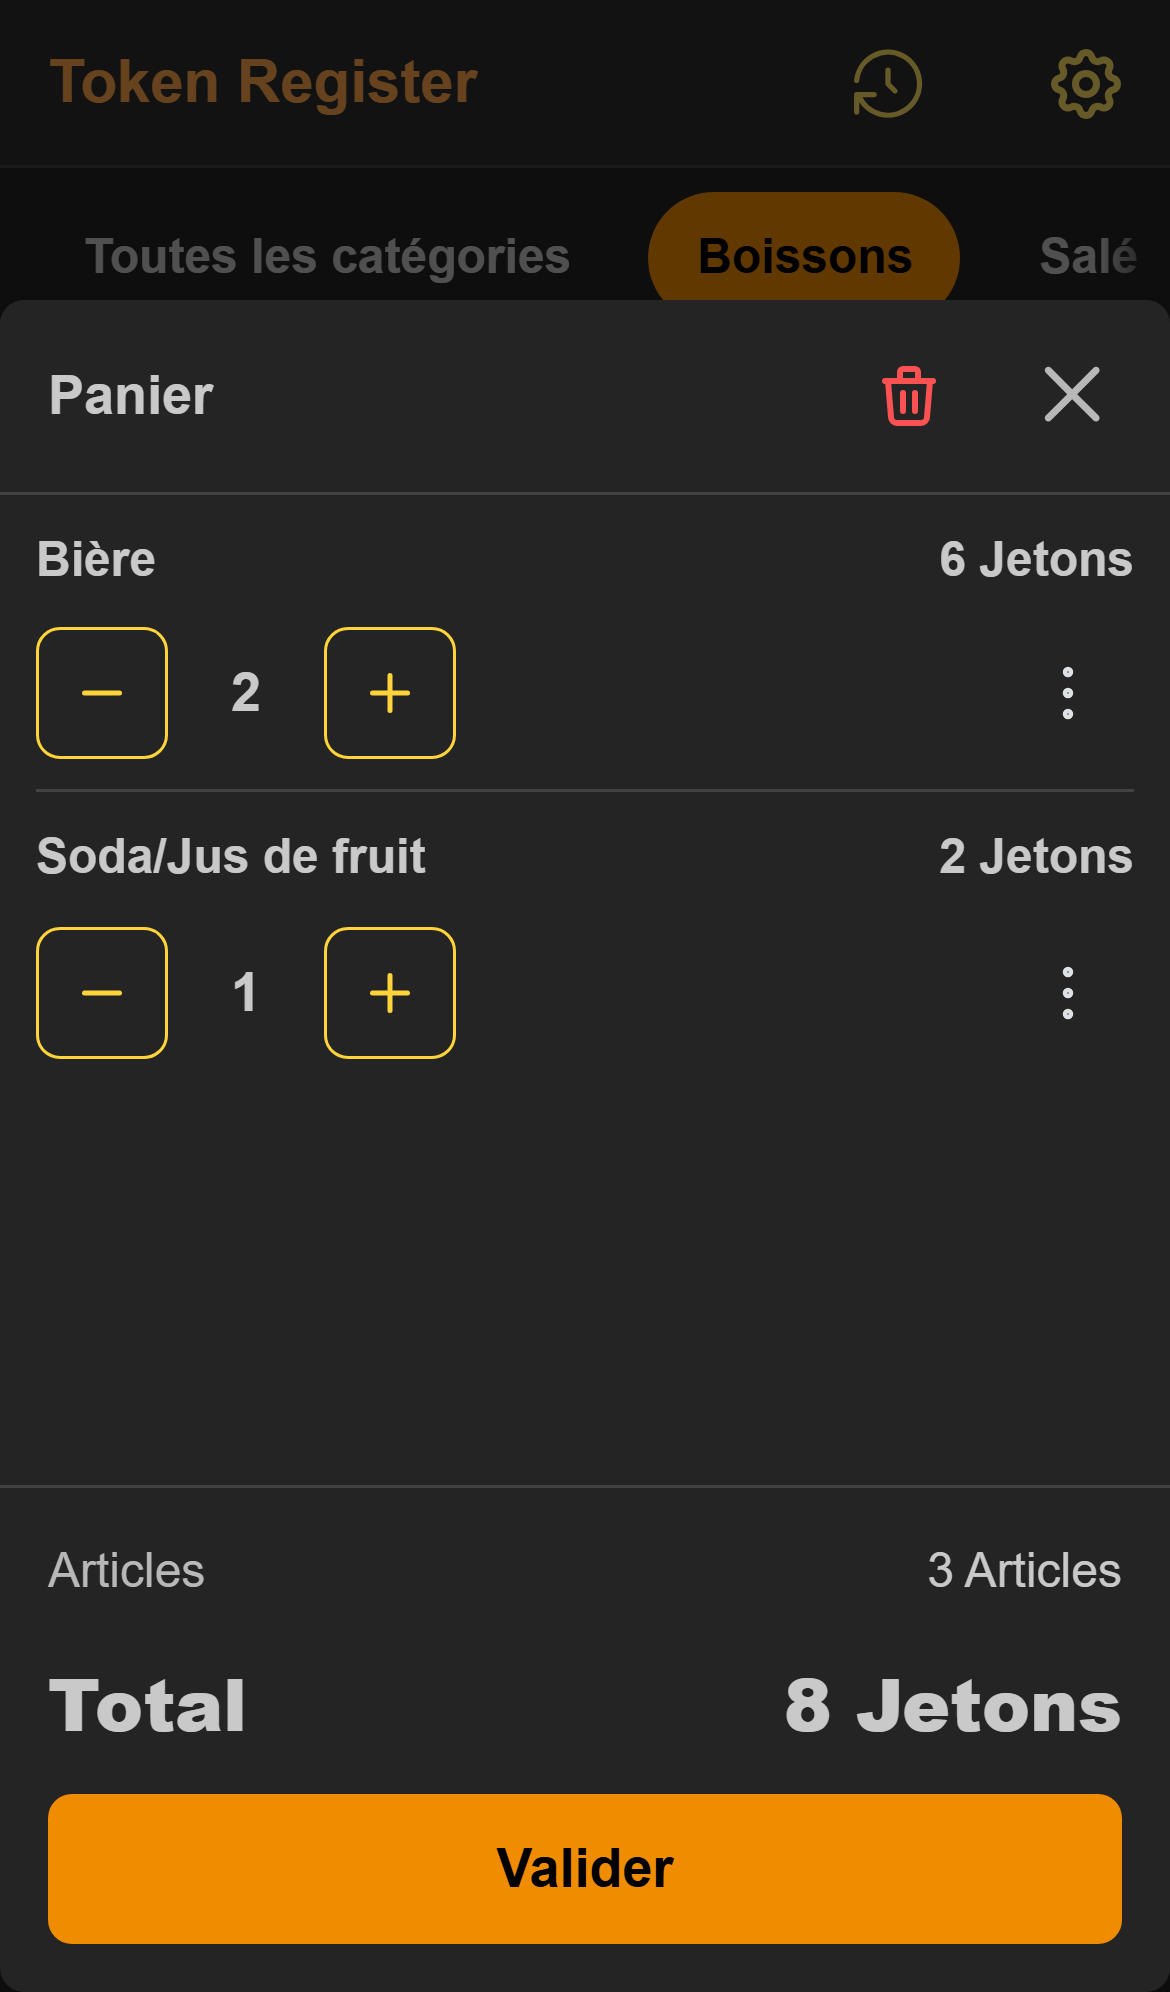 Token Register
Toutes les catégories Boissons Salé
Panier
Bière 6 Jetons
2
Soda/Jus de fruit 2 Jetons
1
Articles 3 Articles
Total 8 Jetons
Valider